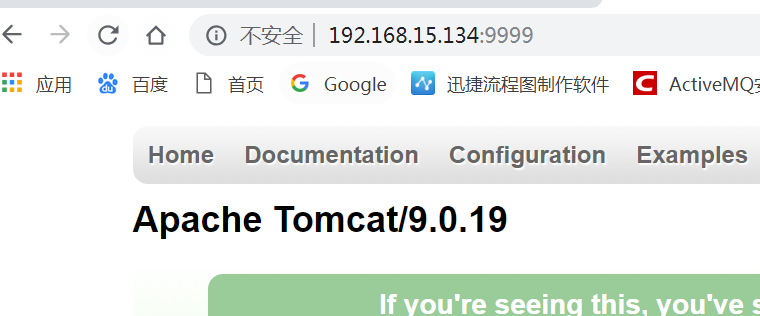 不安全 | 192.168.15.134:9999
应用 百度 首页 Google 迅捷流程图制作软件 ActiveMQ
Home Documentation Configuration Examples
Apache Tomcat/9.0.19
If you're seeing this, you've